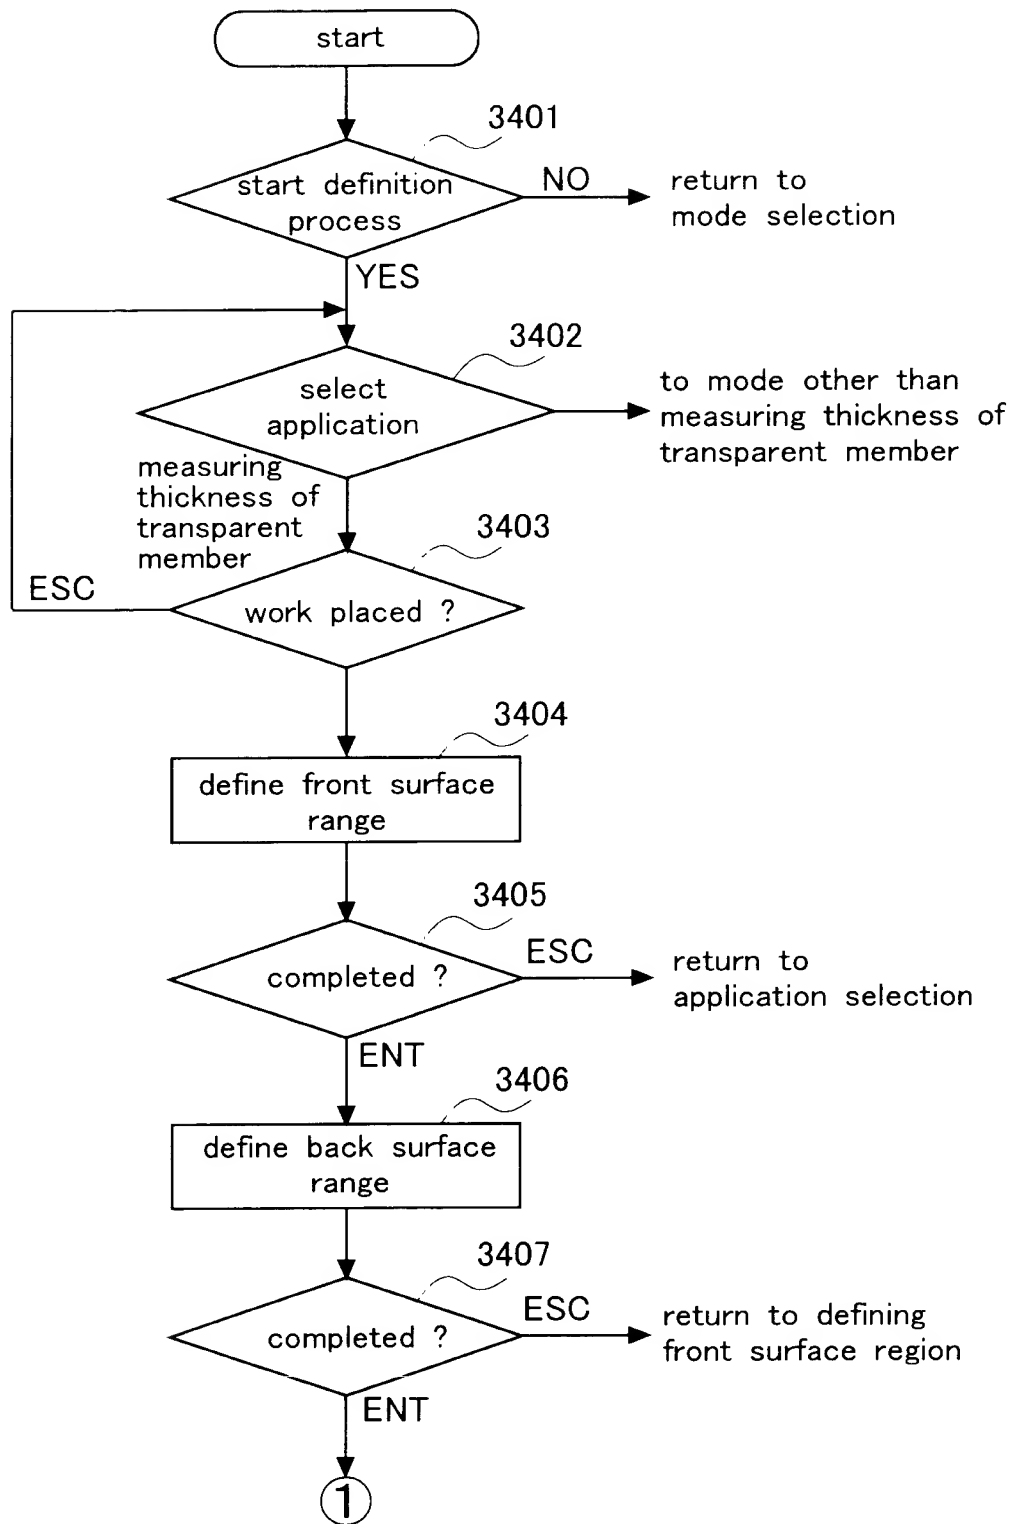 start
3401
start definition
process
NO
return to
mode selection
YES
3402
select
application
to mode other than
measuring thickness of
transparent member
measuring
thickness of
transparent
member
3403
ESC
work placed ?
3404
define front surface
range
3405
completed ?
ESC
return to
application selection
ENT
3406
define back surface
range
3407
completed ?
ESC
return to defining
front surface region
ENT
1